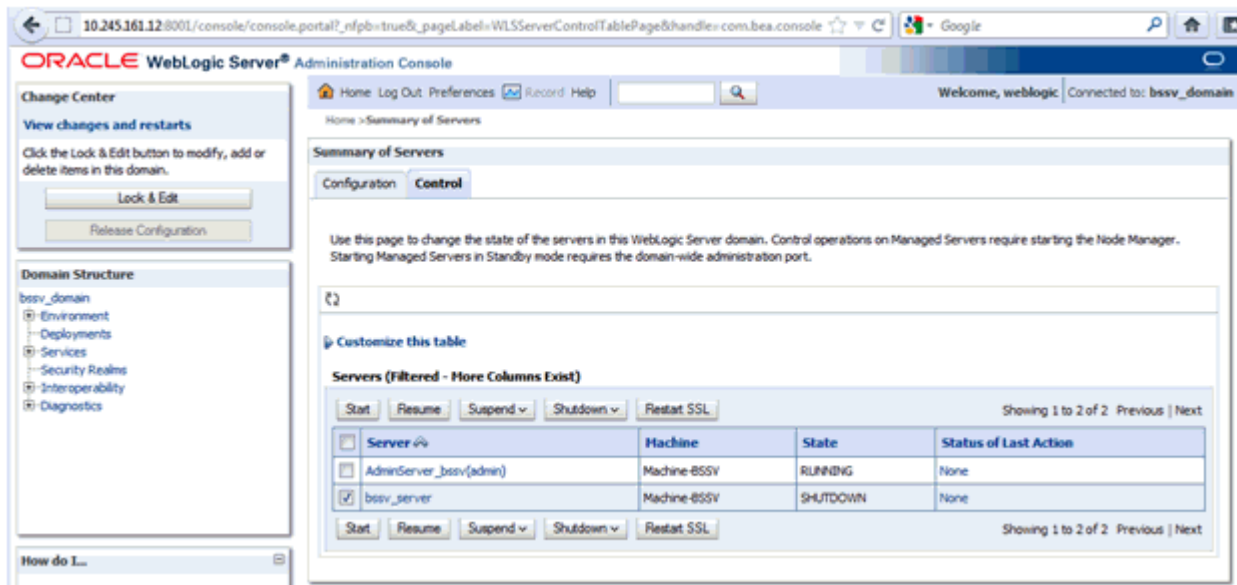 10.245.161.12:8001/console/console.portal?_nfpb=true&_pageLabel=WLSServerControlTablePage&handle=com.bea.console
Google
ORACLE WebLogic Server® Administration Console
Change Center
View changes and restarts
Click the Lock & Edit button to modify, add or
delete items in this domain.
Lock & Edit
Release Configuration
Domain Structure
bssv_domain
Environment
Deployments
Services
Security Realms
Interoperability
Diagnostics
How do I...
Home Log Out Preferences Record Help
Welcome, weblogic Connected to: bssv_domain
Home >Summary of Servers
Summary of Servers
Configuration Control
Use this page to change the state of the servers in this WebLogic Server domain. Control operations on Managed Servers require starting the Node Manager.
Starting Managed Servers in Standby mode requires the domain-wide administration port.
Customize this table
Servers (Filtered - More Columns Exist)
Start Resume Suspend Shutdown Restart SSL Showing 1 to 2 of 2 Previous | Next
Server Machine State Status of Last Action
AdminServer_bssv(admin) Machine-BSSV RUNNING None
bssv_server Machine-BSSV SHUTDOWN None
Start Resume Suspend Shutdown Restart SSL Showing 1 to 2 of 2 Previous | Next